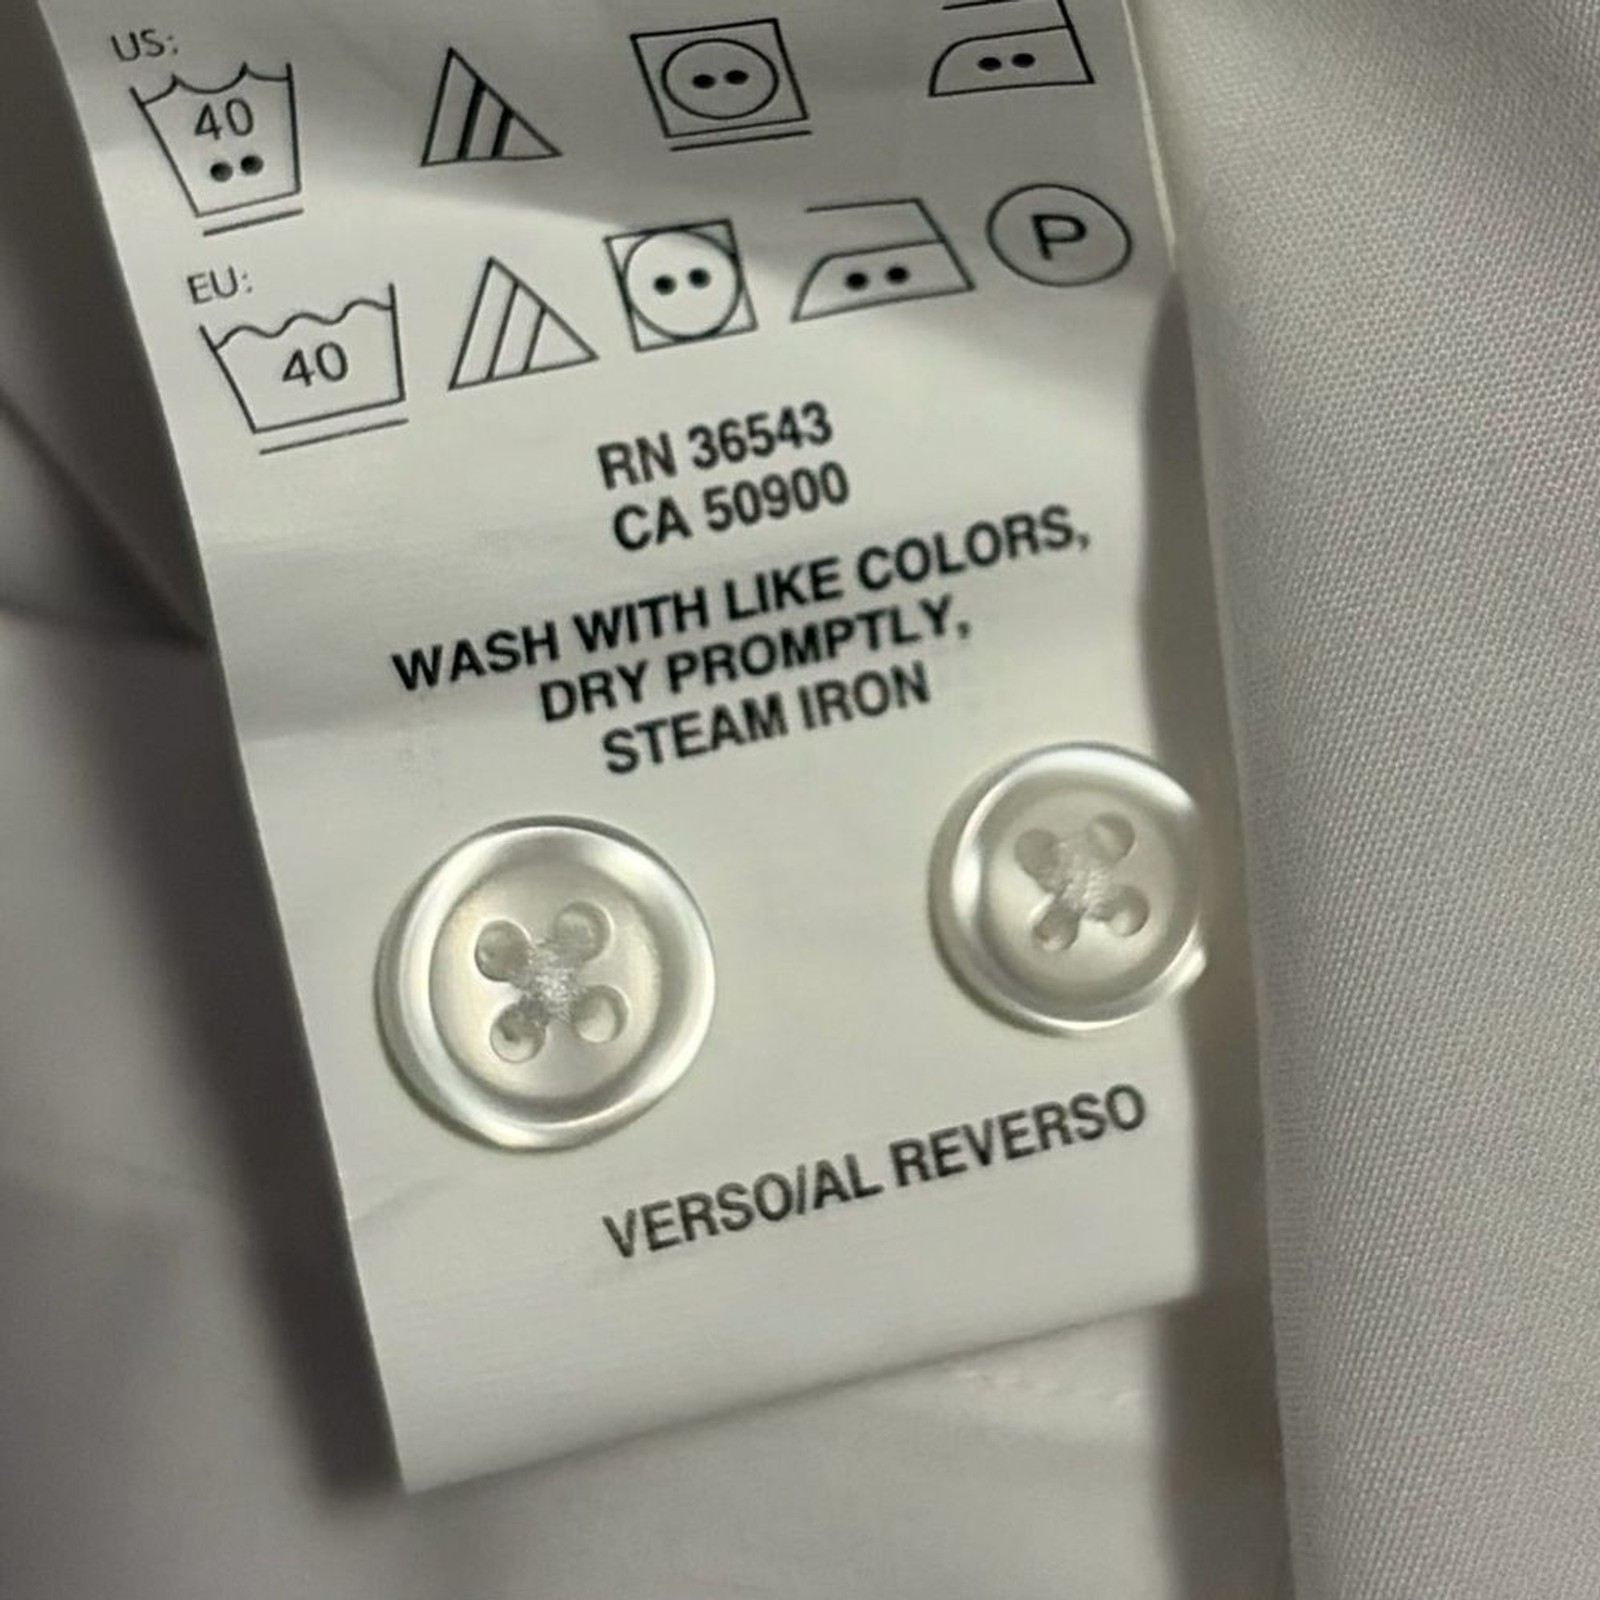 US:
40
EU:
40
P
RN 36543
CA 50900
WASH WITH LIKE COLORS,
DRY PROMPTLY,
STEAM IRON
VERSO/AL REVERSO